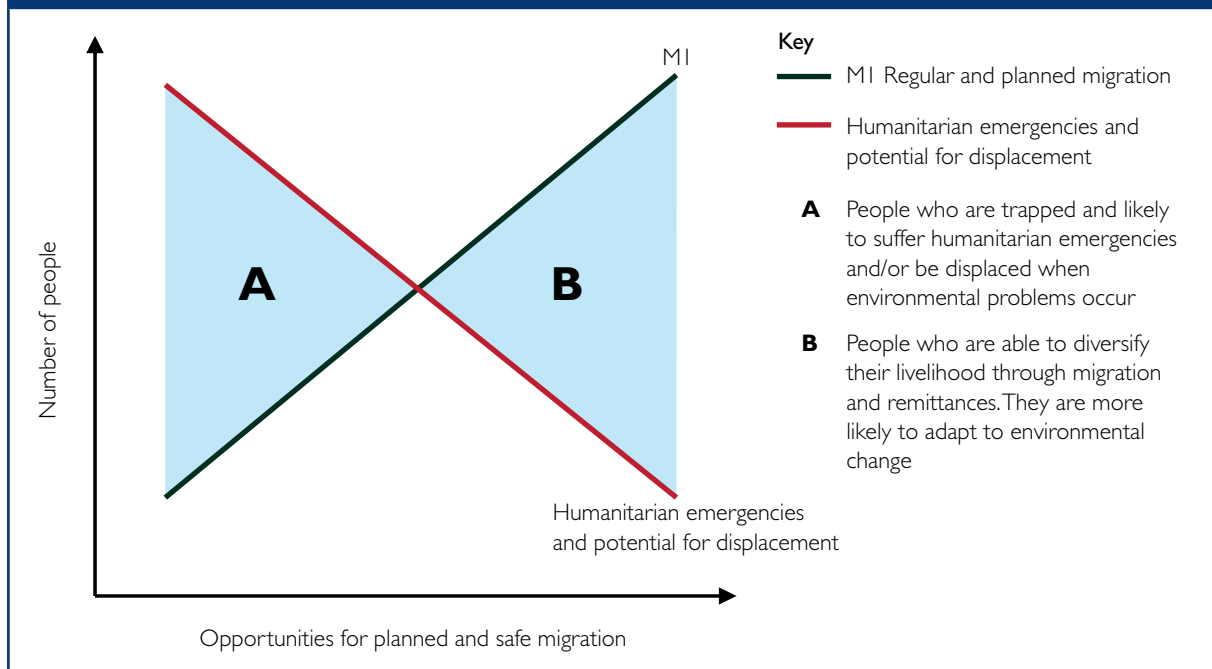 M1
Key
M1 Regular and planned migration
Humanitarian emergencies and
potential for displacement
A People who are trapped and likely
to suffer humanitarian emergencies
and/or be displaced when
environmental problems occur
B People who are able to diversify
their livelihood through migration
and remittances. They are more
likely to adapt to environmental
change
A
B
Number of people
Humanitarian emergencies
and potential for displacement
Opportunities for planned and safe migration